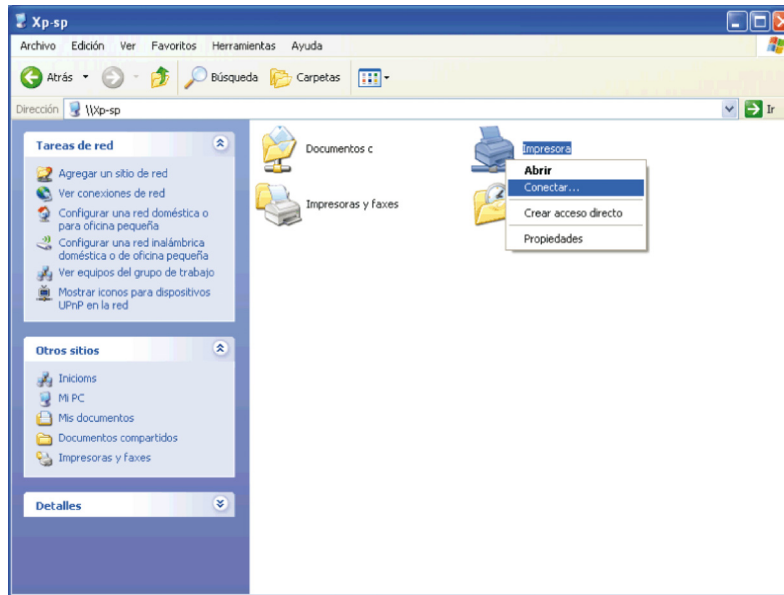 Xp-sp
Archivo Edición Ver Favoritos Herramientas Ayuda
Atrás Búsqueda Carpetas
Dirección \\Xp-sp Ir
Tareas de red
Agregar un sitio de red
Ver conexiones de red
Configurar una red doméstica o
para oficina pequeña
Configurar una red inalámbrica
doméstica o de oficina pequeña
Ver equipos del grupo de trabajo
Mostrar iconos para dispositivos
UPnP en la red
Otros sitios
Inicioms
Mi PC
Mis documentos
Documentos compartidos
Impresoras y faxes
Detalles
Documentos c
Impresora
Impresoras y faxes
Abrir
Conectar...
Crear acceso directo
Propiedades